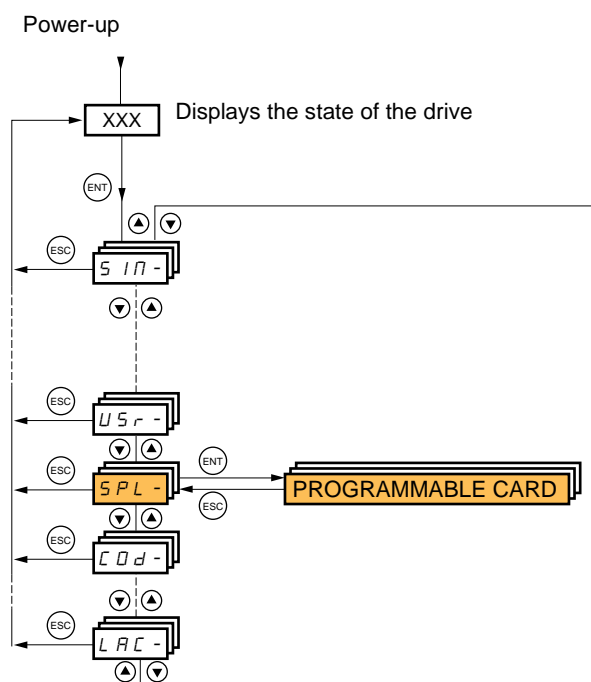 Power-up
XXX
Displays the state of the drive
ENT
ESC
SIM-
ESC
USr-
ESC
SPL-
ENT
ESC
PROGRAMMABLE CARD
ESC
COd-
ESC
LAC-